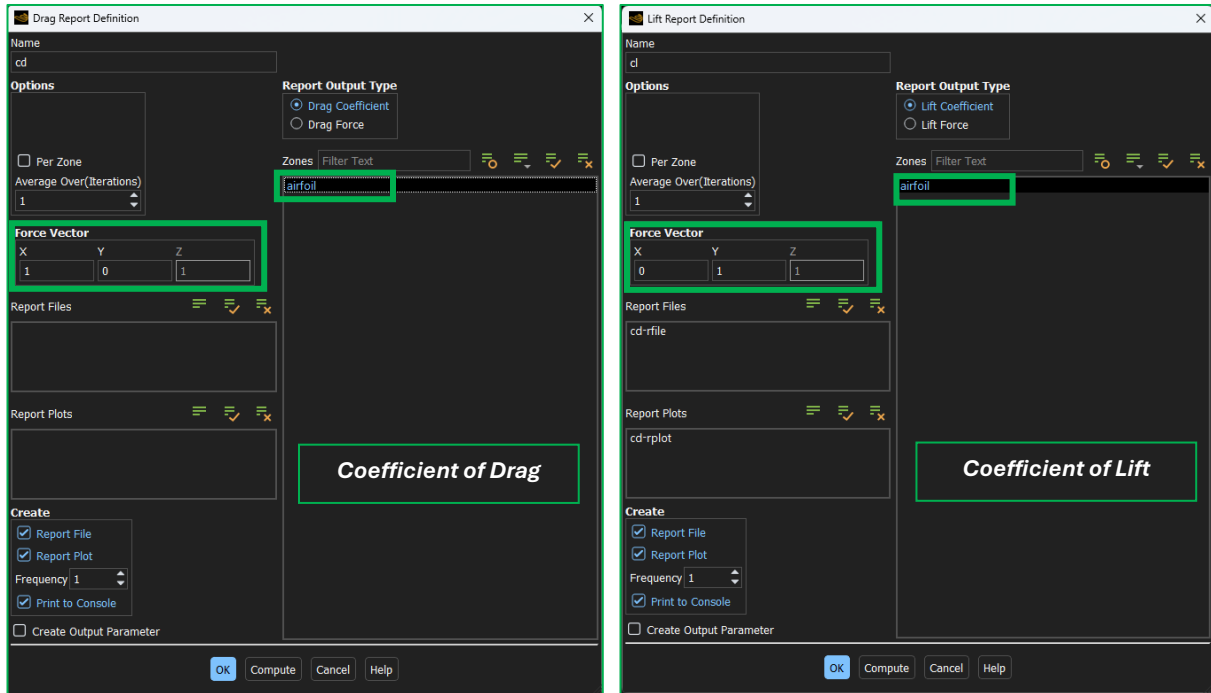 Drag Report Definition
Name
cd
Options
Per Zone
Average Over(Iterations)
1
Report Output Type
Drag Coefficient
Drag Force
Zones Filter Text
airfoil
Force Vector
X Y Z
1 0 1
Report Files
Report Plots
Coefficient of Drag
Create
Report File
Report Plot
Frequency 1
Print to Console
Create Output Parameter
OK Compute Cancel Help
Lift Report Definition
Name
cl
Options
Per Zone
Average Over(Iterations)
1
Report Output Type
Lift Coefficient
Lift Force
Zones Filter Text
airfoil
Force Vector
X Y Z
0 1 1
Report Files
cd-rfile
Report Plots
cd-rplot
Coefficient of Lift
Create
Report File
Report Plot
Frequency 1
Print to Console
Create Output Parameter
OK Compute Cancel Help